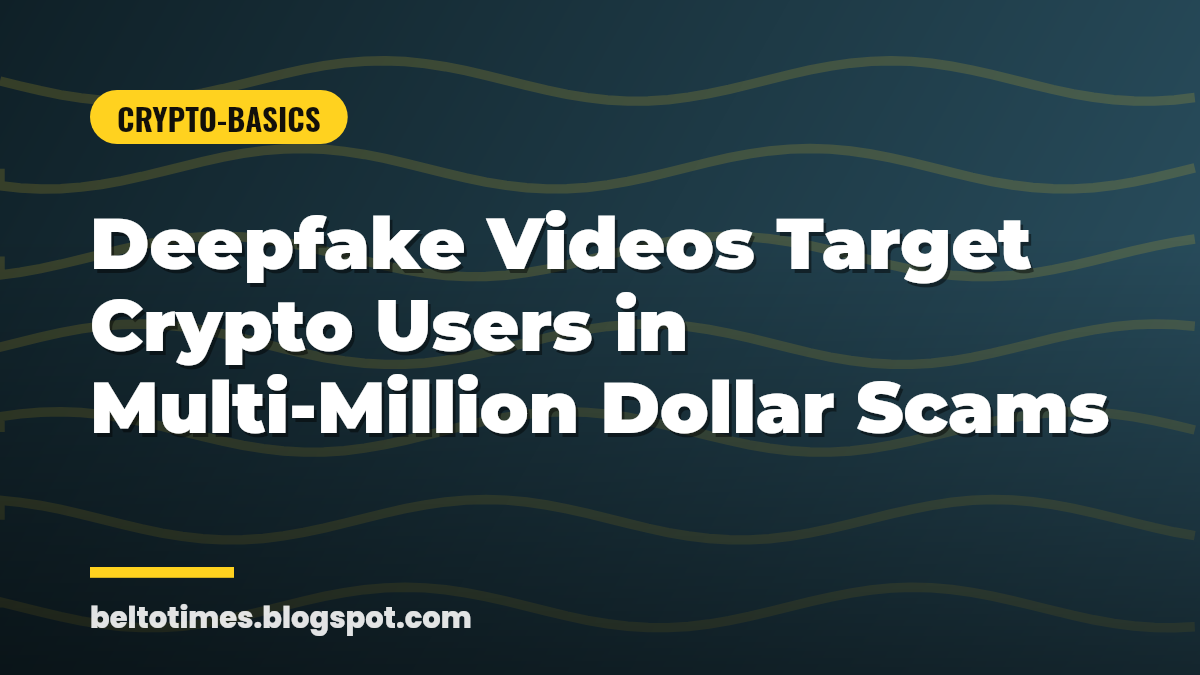 CRYPTO-BASICS
Deepfake Videos Target
Crypto Users in
Multi-Million Dollar Scams
beltotimes.blogspot.com